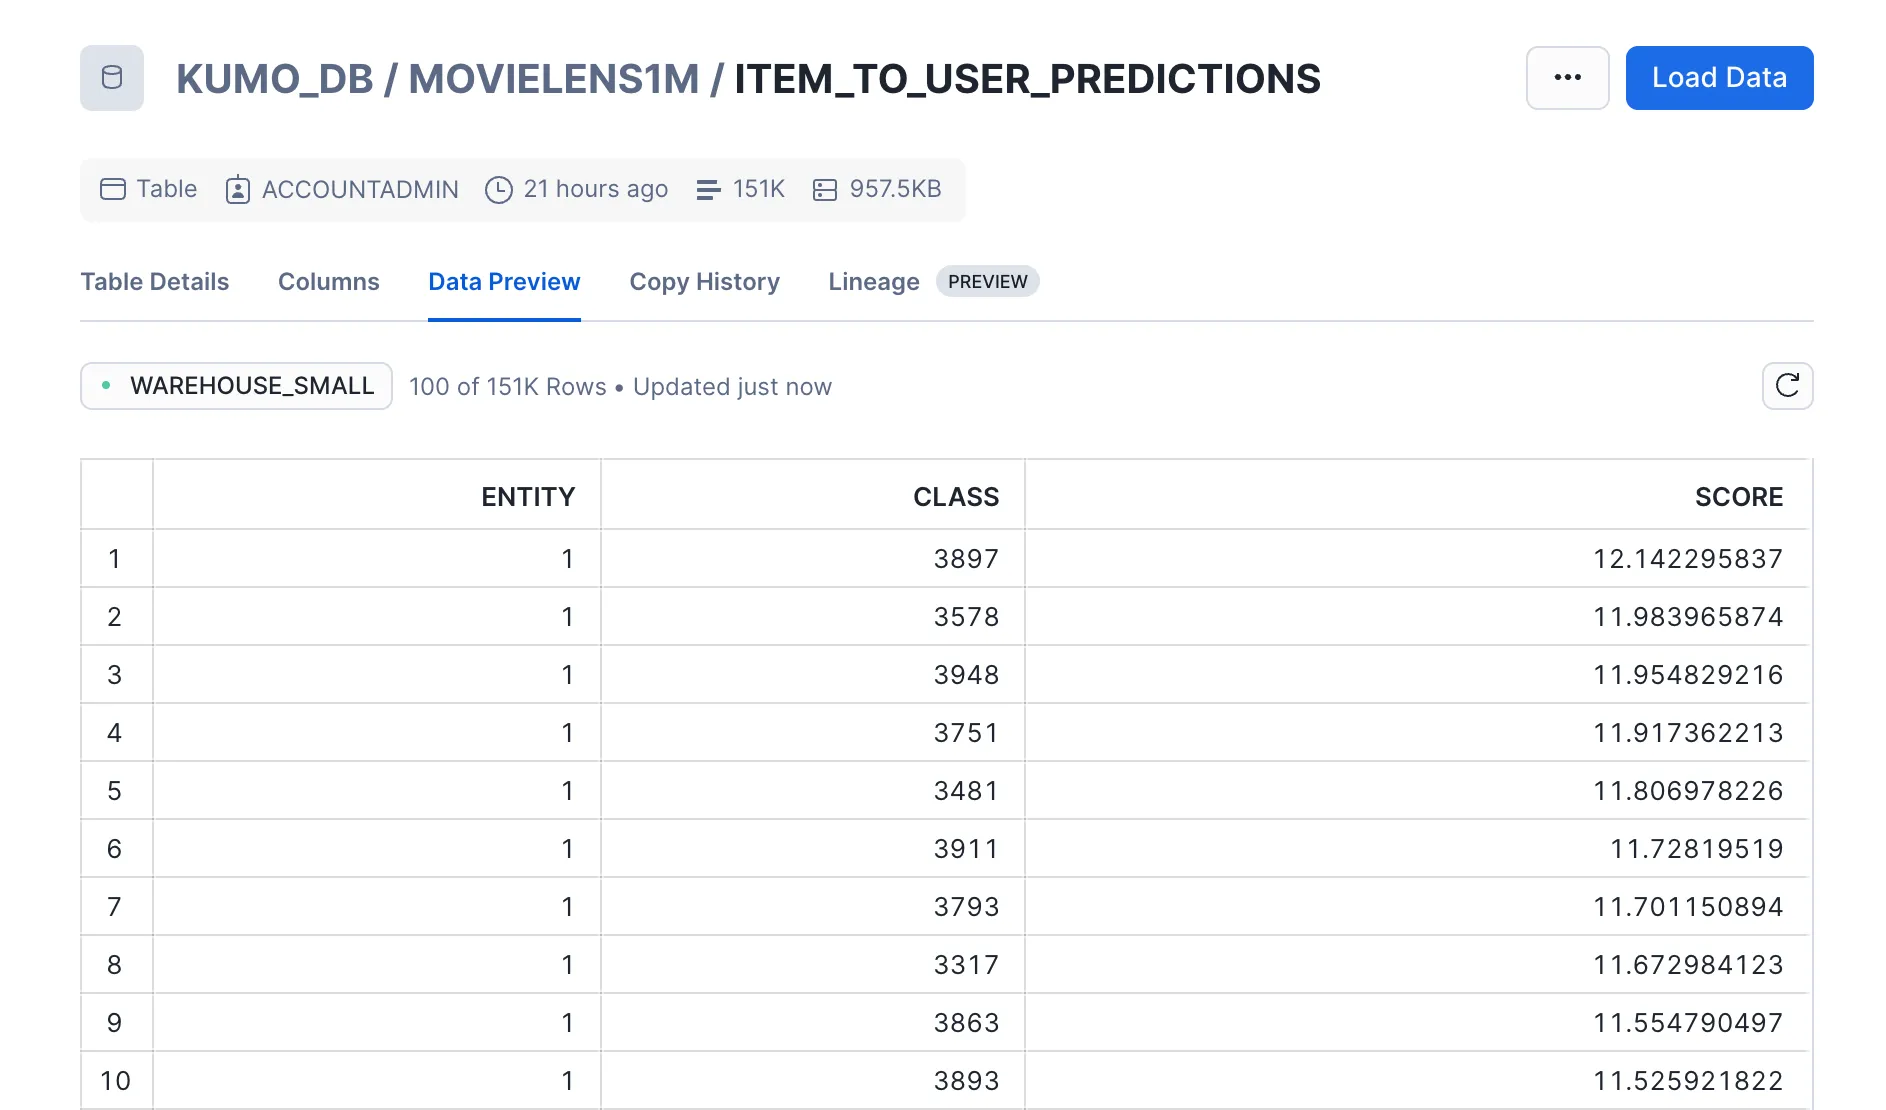 KUMO_DB / MOVIELENS1M / ITEM_TO_USER_PREDICTIONS ••• Load Data
Table ACCOUNTADMIN 21 hours ago 151K 957.5KB
Table Details Columns Data Preview Copy History Lineage PREVIEW
WAREHOUSE_SMALL 100 of 151K Rows • Updated just now
ENTITY CLASS SCORE
1 1 3897 12.142295837
2 1 3578 11.983965874
3 1 3948 11.954829216
4 1 3751 11.917362213
5 1 3481 11.806978226
6 1 3911 11.72819519
7 1 3793 11.701150894
8 1 3317 11.672984123
9 1 3863 11.554790497
10 1 3893 11.525921822